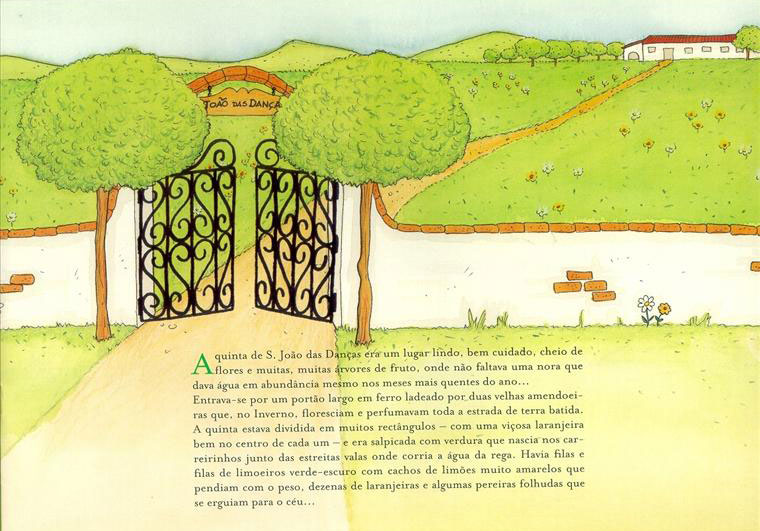 JOÃO DAS DANÇA
A quinta de S. João das Danças era um lugar lindo, bem cuidado, cheio de
flores e muitas, muitas árvores de fruto, onde não faltava uma nora que
dava água em abundância mesmo nos meses mais quentes do ano...
Entrava-se por um portão largo em ferro ladeado por duas velhas amendoei-
ras que, no Inverno, floresciam e perfumavam toda a estrada de terra batida.
A quinta estava dividida em muitos rectângulos – com uma viçosa laranjeira
bem no centro de cada um – e era salpicada com verdura que nascia nos car-
reirinhos junto das estreitas valas onde corria a água da rega. Havia filas e
filas de limoeiros verde-escuro com cachos de limões muito amarelos que
pendiam com o peso, dezenas de laranjeiras e algumas pereiras folhudas que
se erguiam para o céu...